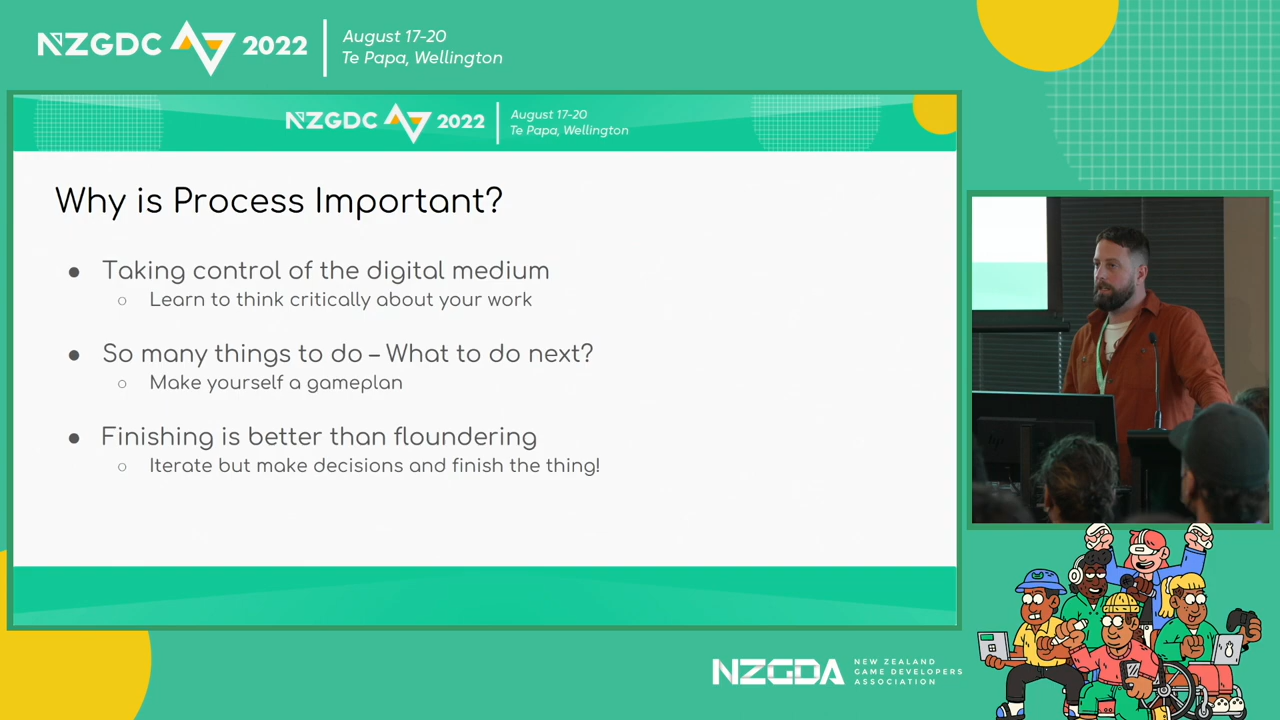 NZGDC 2022
August 17-20
Te Papa, Wellington
NZGDC 2022
August 17-20
Te Papa, Wellington
Why is Process Important?
● Taking control of the digital medium
○ Learn to think critically about your work
● So many things to do – What to do next?
○ Make yourself a gameplan
● Finishing is better than floundering
○ Iterate but make decisions and finish the thing!
NZGDA
NEW ZEALAND
GAME DEVELOPERS
ASSOCIATION